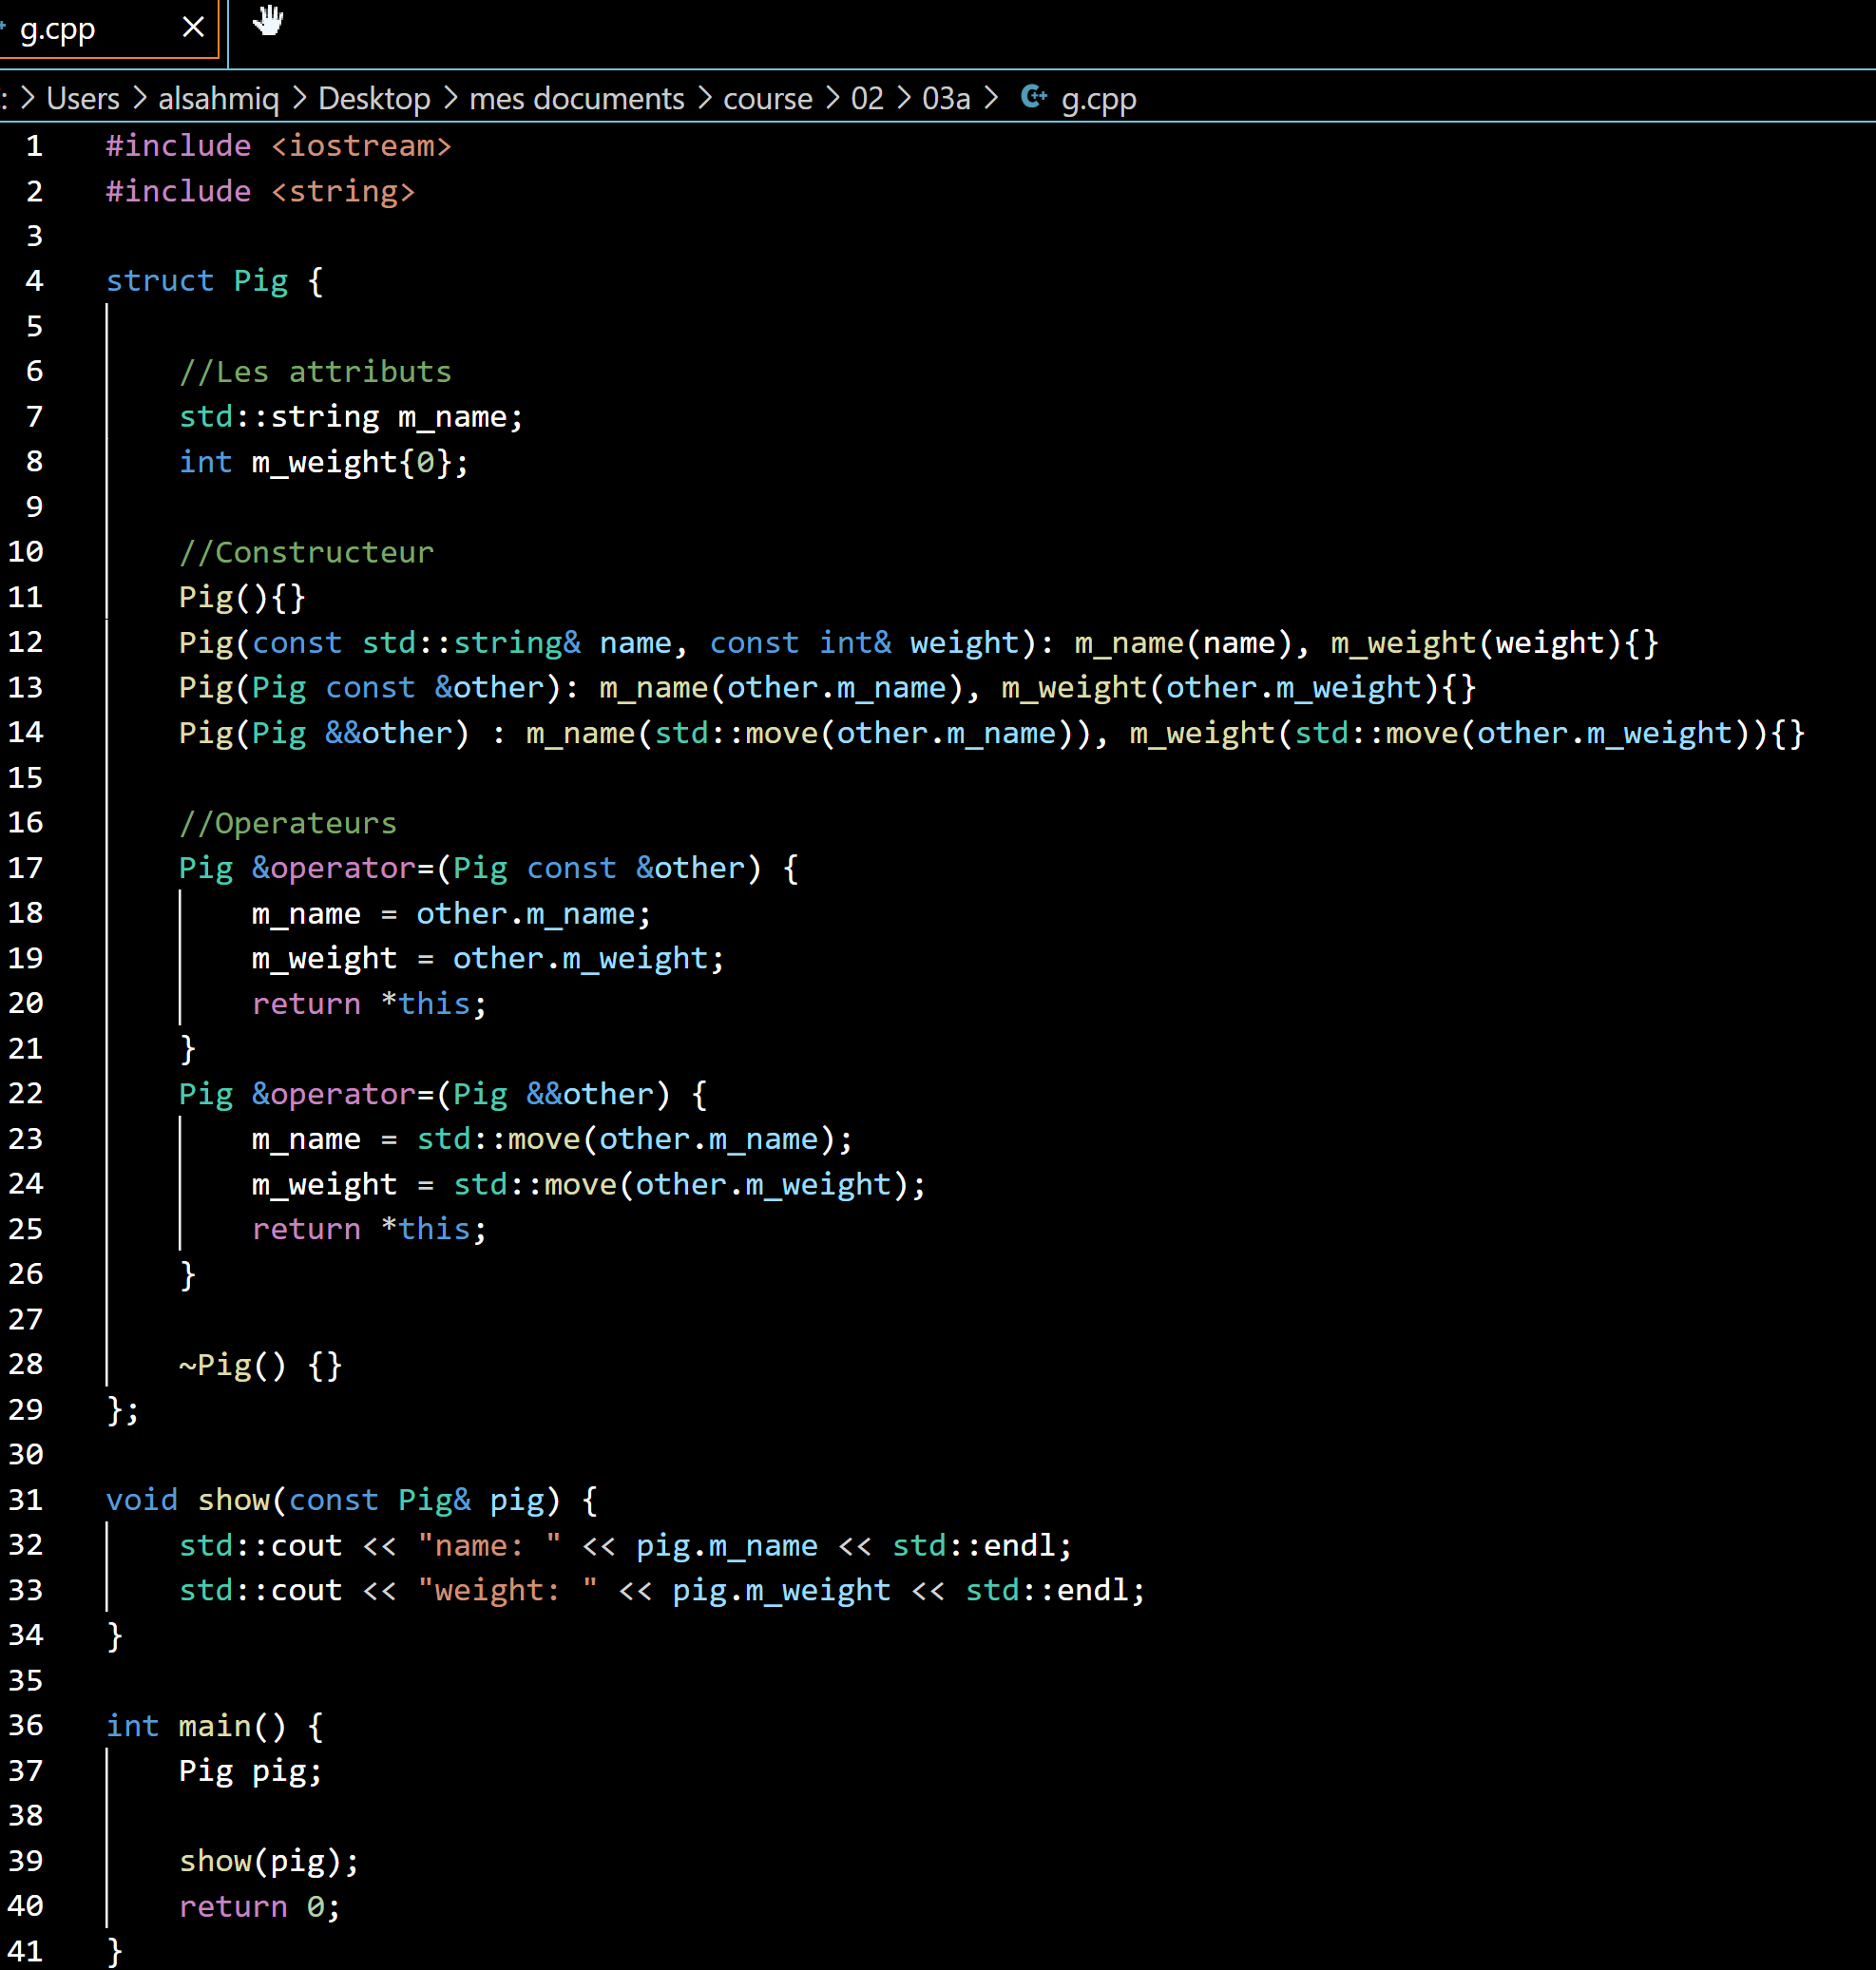 g.cpp
: > Users > alsahmiq > Desktop > mes documents > course > 02 > 03a > g.cpp
1 #include <iostream>
2 #include <string>
3
4 struct Pig {
5
6 //Les attributs
7 std::string m_name;
8 int m_weight{0};
9
10 //Constructeur
11 Pig(){}
12 Pig(const std::string& name, const int& weight): m_name(name), m_weight(weight){}
13 Pig(Pig const &other): m_name(other.m_name), m_weight(other.m_weight){}
14 Pig(Pig &&other) : m_name(std::move(other.m_name)), m_weight(std::move(other.m_weight)){}
15
16 //Operateurs
17 Pig &operator=(Pig const &other) {
18 m_name = other.m_name;
19 m_weight = other.m_weight;
20 return *this;
21 }
22 Pig &operator=(Pig &&other) {
23 m_name = std::move(other.m_name);
24 m_weight = std::move(other.m_weight);
25 return *this;
26 }
27
28 ~Pig() {}
29 };
30
31 void show(const Pig& pig) {
32 std::cout << "name: " << pig.m_name << std::endl;
33 std::cout << "weight: " << pig.m_weight << std::endl;
34 }
35
36 int main() {
37 Pig pig;
38
39 show(pig);
40 return 0;
41 }